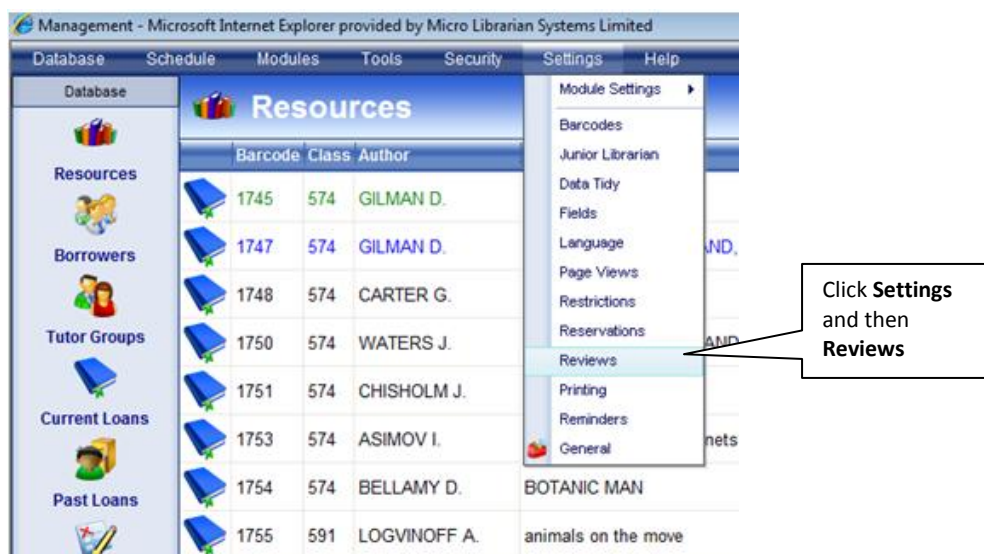 Management - Microsoft Internet Explorer provided by Micro Librarian Systems Limited
Database Schedule Modules Tools Security Settings Help
Database
Resources
Borrowers
Tutor Groups
Current Loans
Past Loans
Resources
Barcode Class Author
1745 574 GILMAN D.
1747 574 GILMAN D. AND,
1748 574 CARTER G.
1750 574 WATERS J. AND
1751 574 CHISHOLM J.
1753 574 ASIMOV I. nets
1754 574 BELLAMY D. BOTANIC MAN
1755 591 LOGVINOFF A. animals on the move
Module Settings
Barcodes
Junior Librarian
Data Tidy
Fields
Language
Page Views
Restrictions
Reservations
Reviews
Printing
Reminders
General
Click Settings
and then
Reviews